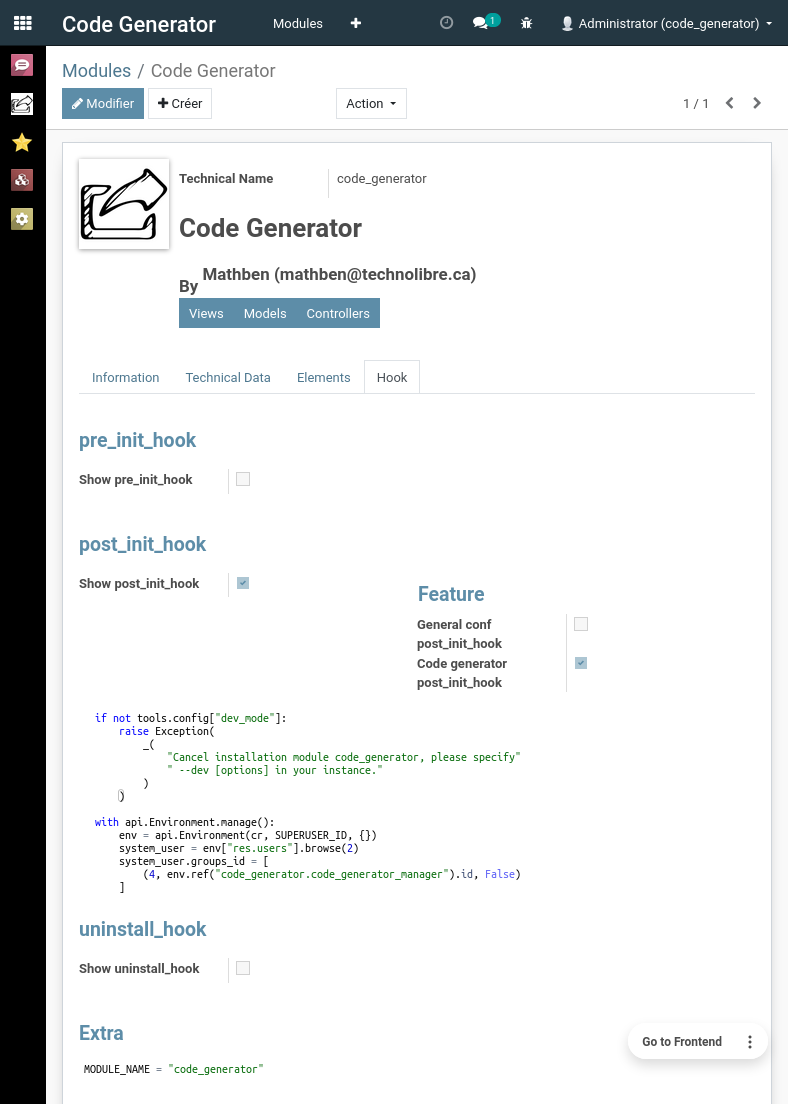 Code Generator Modules + 1 Administrator (code_generator)
Modules / Code Generator
Modifier Créer Action 1 / 1
Technical Name code_generator
Code Generator
By Mathben (mathben@technolibre.ca)
Views Models Controllers
Information Technical Data Elements Hook
pre_init_hook
Show pre_init_hook
post_init_hook
Show post_init_hook
Feature
General conf
post_init_hook
Code generator
post_init_hook
if not tools.config["dev_mode"]:
    raise Exception(
        _(
            "Cancel installation module code_generator, please specify"
            " --dev [options] in your instance."
        )
    )
with api.Environment.manage():
    env = api.Environment(cr, SUPERUSER_ID, {})
    system_user = env["res.users"].browse(2)
    system_user.groups_id = [
        (4, env.ref("code_generator.code_generator_manager").id, False)
    ]
uninstall_hook
Show uninstall_hook
Extra
Go to Frontend
MODULE_NAME = "code_generator"